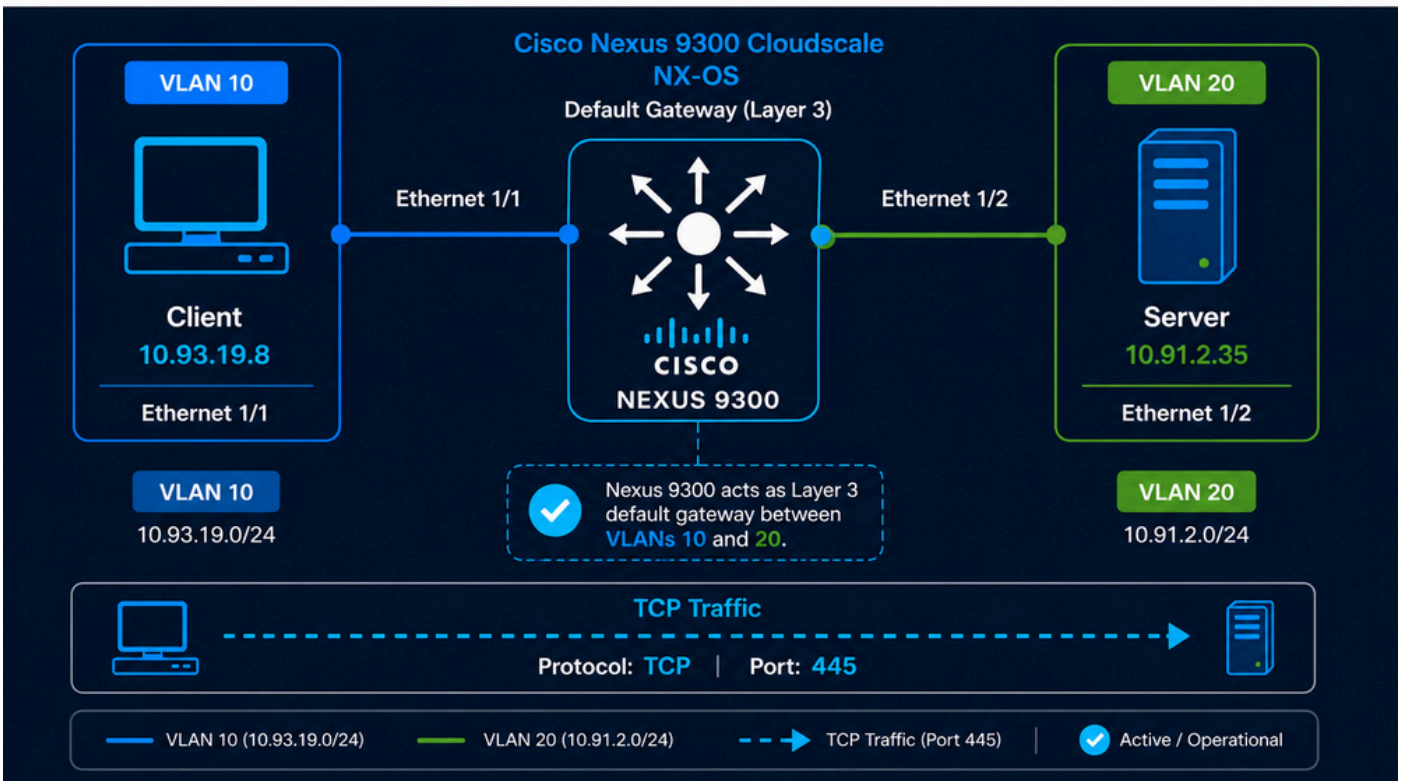 Cisco Nexus 9300 Cloudscale
NX-OS
Default Gateway (Layer 3)
VLAN 10
Client
10.93.19.8
Ethernet 1/1
VLAN 10
10.93.19.0/24
Ethernet 1/1
CISCO
NEXUS 9300
Nexus 9300 acts as Layer 3
default gateway between
VLANs 10 and 20.
Ethernet 1/2
VLAN 20
Server
10.91.2.35
Ethernet 1/2
VLAN 20
10.91.2.0/24
TCP Traffic
Protocol: TCP | Port: 445
VLAN 10 (10.93.19.0/24)
VLAN 20 (10.91.2.0/24)
TCP Traffic (Port 445)
Active / Operational